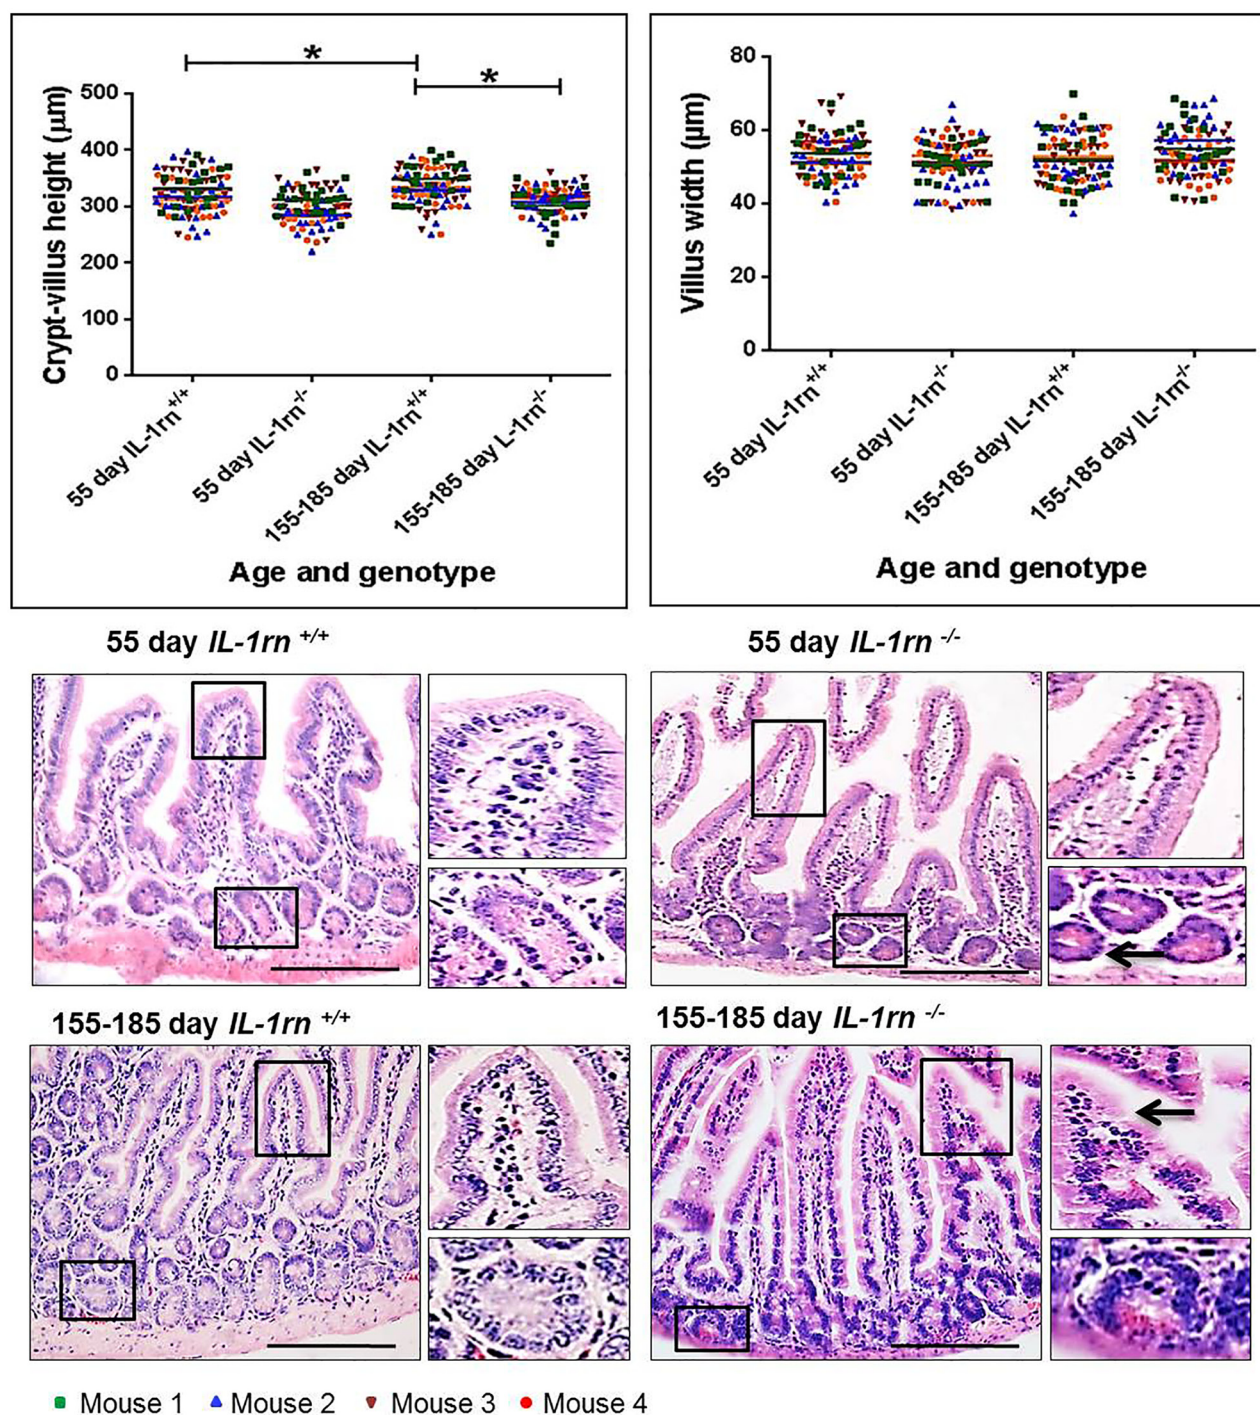 *
*
500
400
300
200
100
0
Crypt-villus height (µm)
55 day IL-1rn+/+
55 day IL-1rn-/-
155-185 day IL-1rn+/+
155-185 day L-1rn-/-
Age and genotype
80
60
40
20
0
Villus width (µm)
55 day IL-1rn+/+
55 day IL-1rn-/-
155-185 day IL-1rn+/+
155-185 day IL-1rn-/-
Age and genotype
55 day IL-1rn +/+
55 day IL-1rn -/-
155-185 day IL-1rn +/+
155-185 day IL-1rn -/-
Mouse 1 Mouse 2 Mouse 3 Mouse 4